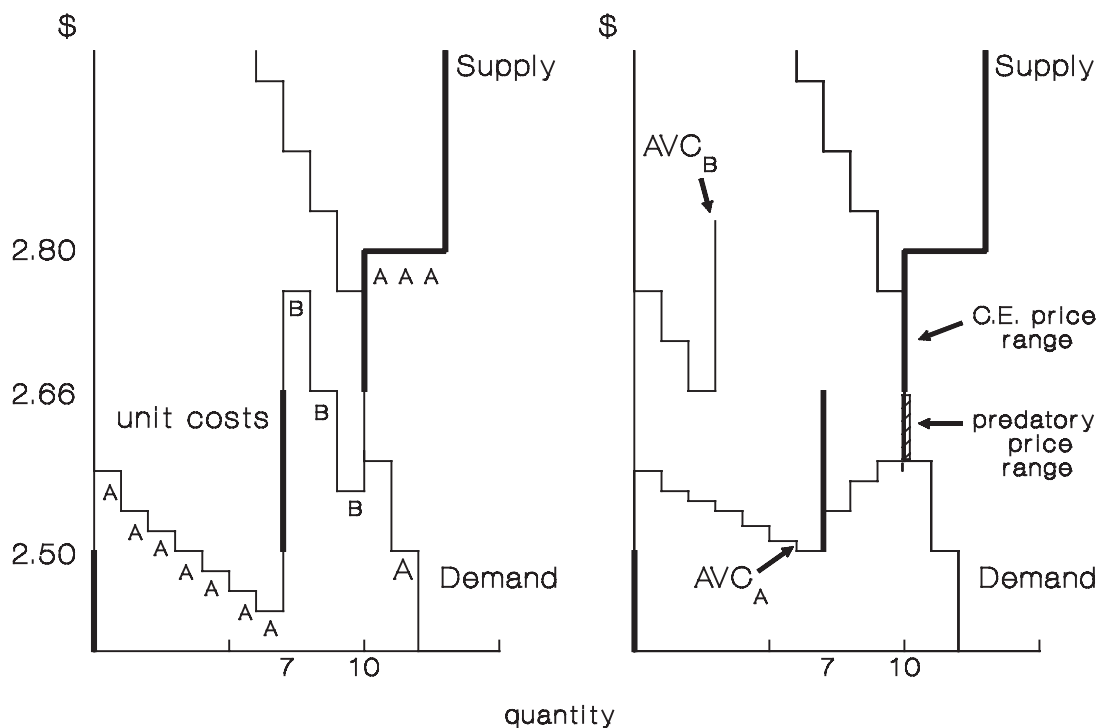 $
Supply
2.80
A A A
B
2.66
unit costs
B
A
B
A
A
A
2.50
A
A
A
Demand
A
A
7
10
$
Supply
AVC B
C.E. price
range
predatory
price
range
AVC A
Demand
7
10
quantity